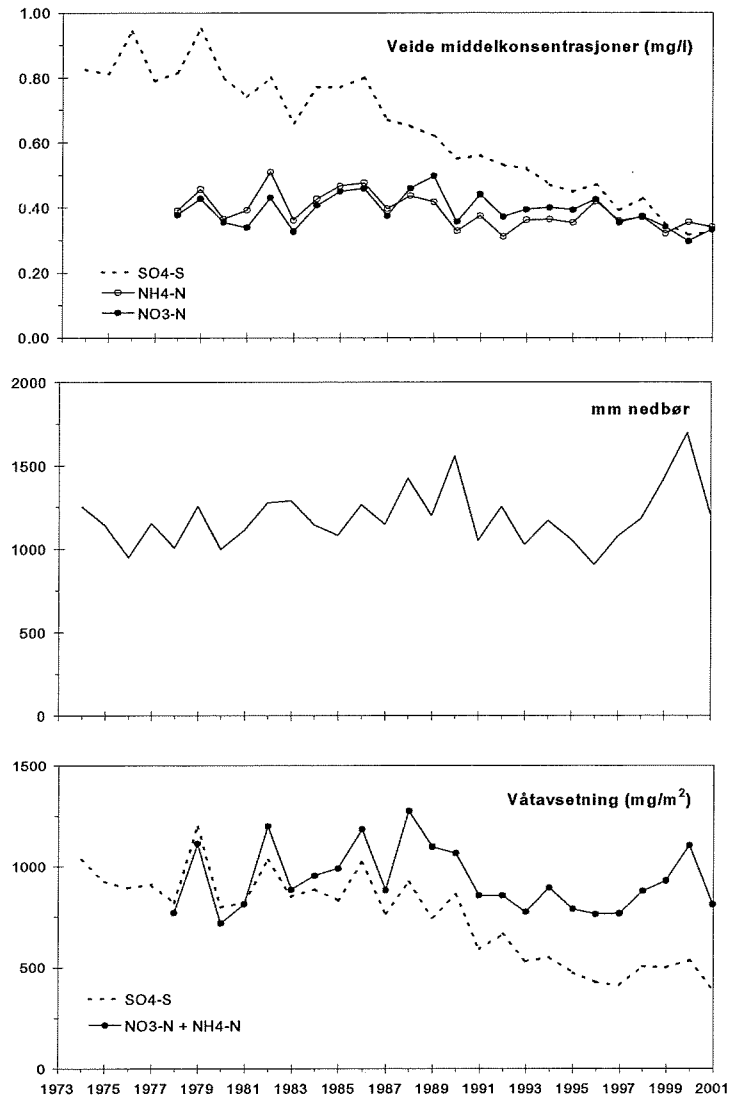 1.00
Veide middelkonsentrasjoner (mg/l)
0.80
0.60
0.40
0.20
SO4-S
NH4-N
NO3-N
0.00
2000
mm nedbør
1500
1000
500
0
1500
Våtavsetning (mg/m²)
1000
500
SO4-S
NO3-N + NH4-N
0
1973 1975 1977 1979 1981 1983 1985 1987 1989 1991 1993 1995 1997 1999 2001